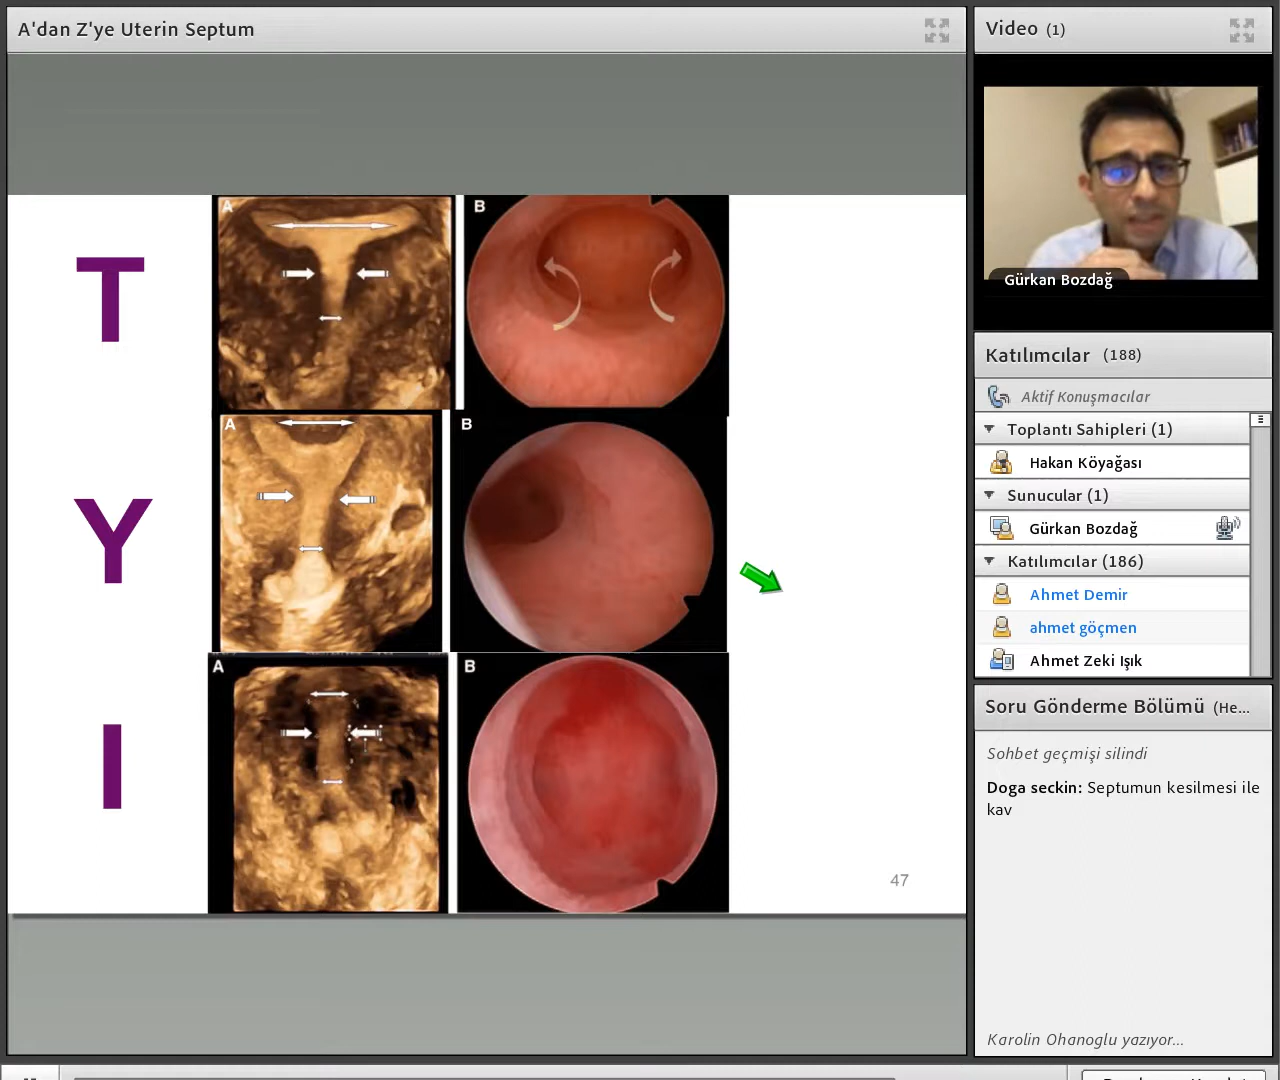 A'dan Z'ye Uterin Septum
T
A
B
Y
A
B
I
A
B
47
Video (1)
Gürkan Bozdağ
Katılımcılar (188)
Aktif Konuşmacılar
Toplantı Sahipleri (1)
Hakan Köyağası
Sunucular (1)
Gürkan Bozdağ
Katılımcılar (186)
Ahmet Demir
ahmet göçmen
Ahmet Zeki Işık
Soru Gönderme Bölümü (He...
Sohbet geçmişi silindi
Doga seckin: Septumun kesilmesi ile
kav
Karolin Ohanoglu yazıyor...